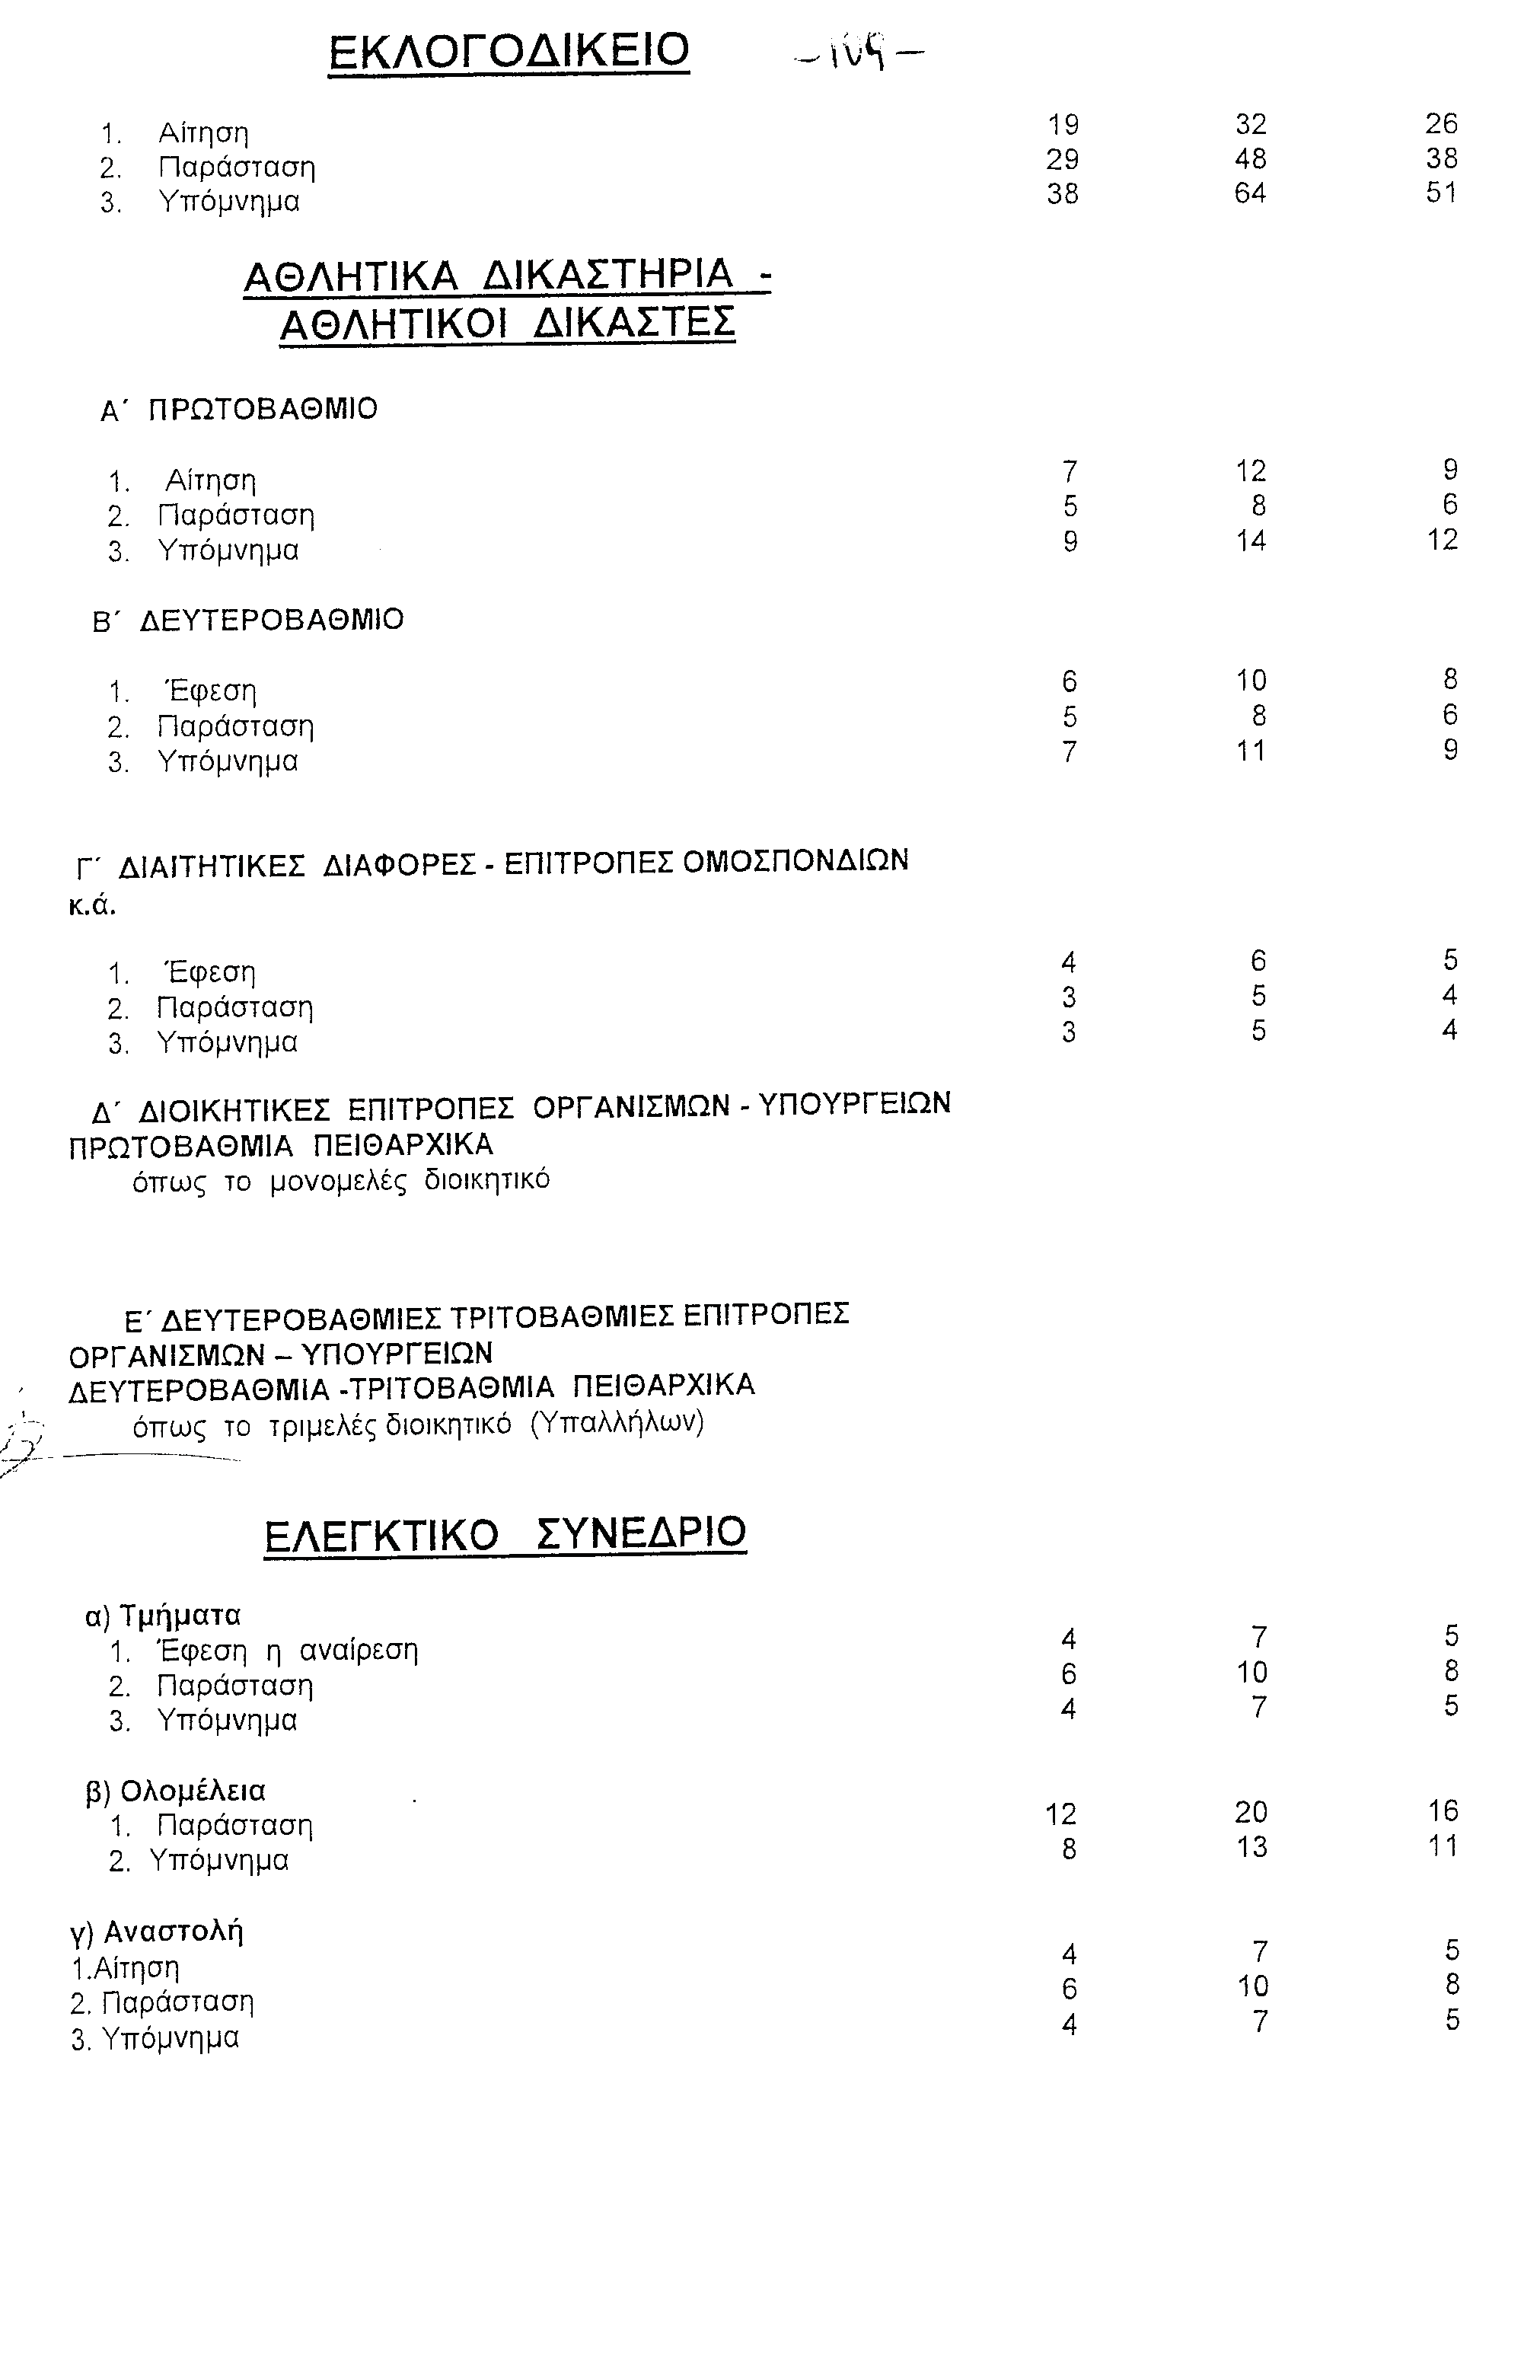 ΕΚΛΟΓΟΔΙΚΕΙΟ - 109 -
1. Αίτηση 19 32 26
2. Παράσταση 29 48 38
3. Υπόμνημα 38 64 51
ΑΘΛΗΤΙΚΑ ΔΙΚΑΣΤΗΡΙΑ -
ΑΘΛΗΤΙΚΟΙ ΔΙΚΑΣΤΕΣ
Α΄ ΠΡΩΤΟΒΑΘΜΙΟ
1. Αίτηση 7 12 9
2. Παράσταση 5 8 6
3. Υπόμνημα 9 14 12
Β΄ ΔΕΥΤΕΡΟΒΑΘΜΙΟ
1. Έφεση 6 10 8
2. Παράσταση 5 8 6
3. Υπόμνημα 7 11 9
Γ΄ ΔΙΑΙΤΗΤΙΚΕΣ ΔΙΑΦΟΡΕΣ - ΕΠΙΤΡΟΠΕΣ ΟΜΟΣΠΟΝΔΙΩΝ
κ.ά.
1. Έφεση 4 6 5
2. Παράσταση 3 5 4
3. Υπόμνημα 3 5 4
Δ΄ ΔΙΟΙΚΗΤΙΚΕΣ ΕΠΙΤΡΟΠΕΣ ΟΡΓΑΝΙΣΜΩΝ - ΥΠΟΥΡΓΕΙΩΝ
ΠΡΩΤΟΒΑΘΜΙΑ ΠΕΙΘΑΡΧΙΚΑ
όπως το μονομελές διοικητικό
Ε΄ ΔΕΥΤΕΡΟΒΑΘΜΙΕΣ ΤΡΙΤΟΒΑΘΜΙΕΣ ΕΠΙΤΡΟΠΕΣ
ΟΡΓΑΝΙΣΜΩΝ – ΥΠΟΥΡΓΕΙΩΝ
ΔΕΥΤΕΡΟΒΑΘΜΙΑ -ΤΡΙΤΟΒΑΘΜΙΑ ΠΕΙΘΑΡΧΙΚΑ
όπως το τριμελές διοικητικό (Υπαλλήλων)
ΕΛΕΓΚΤΙΚΟ ΣΥΝΕΔΡΙΟ
α) Τμήματα
1. Έφεση η αναίρεση 4 7 5
2. Παράσταση 6 10 8
3. Υπόμνημα 4 7 5
β) Ολομέλεια
1. Παράσταση 12 20 16
2. Υπόμνημα 8 13 11
γ) Αναστολή
1.Αίτηση 4 7 5
2. Παράσταση 6 10 8
3. Υπόμνημα 4 7 5